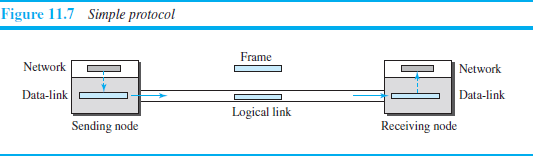 Figure 11.7 Simple protocol
Frame
Network
Network
Data-link
Data-link
Logical link
Sending node
Receiving node